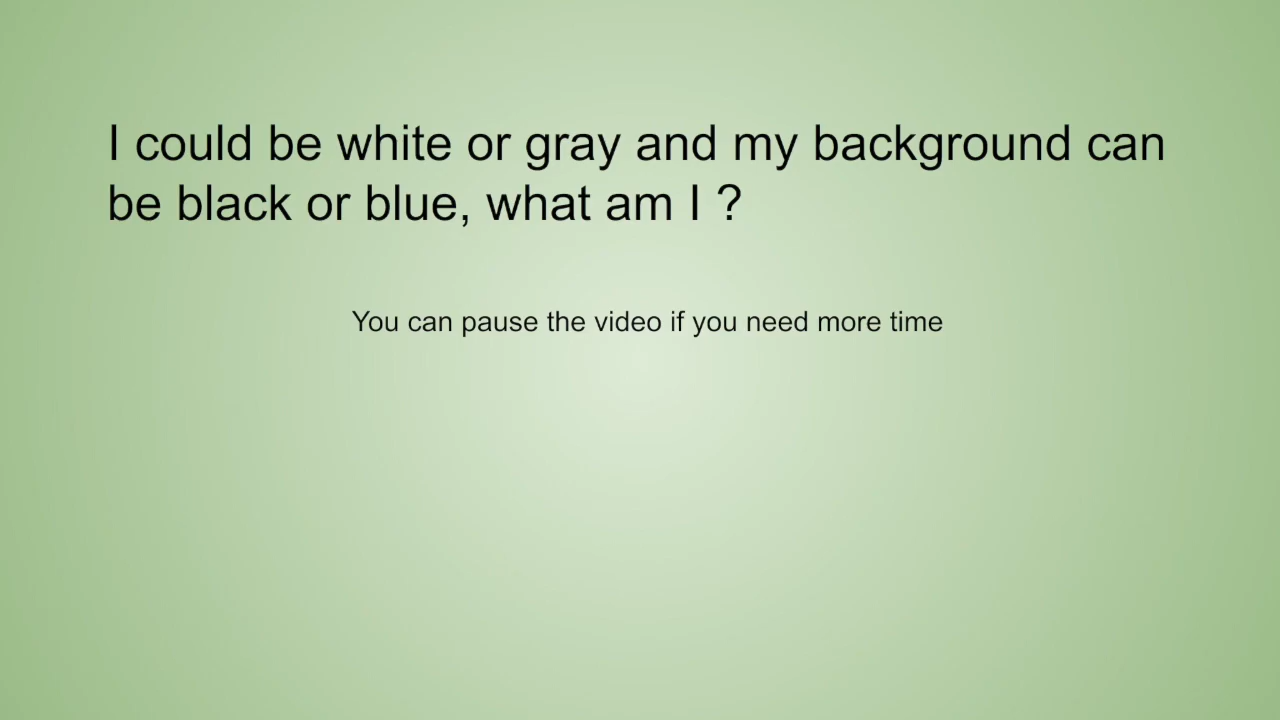 I could be white or gray and my background can
be black or blue, what am I ?
You can pause the video if you need more time